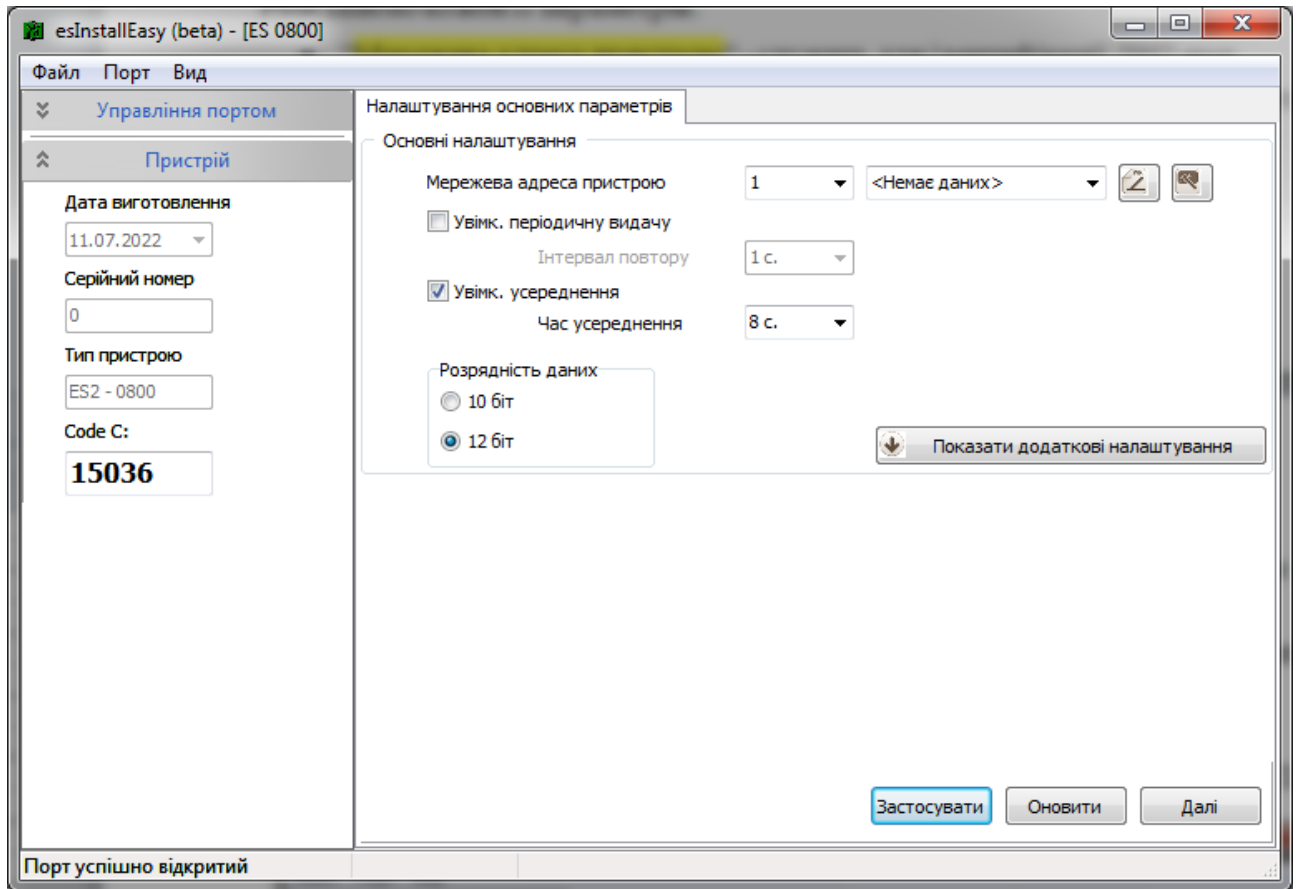 esInstallEasy (beta) - [ES 0800]
Файл Порт Вид
Управління портом
Пристрій
Дата виготовлення
11.07.2022
Серійний номер
0
Тип пристрою
ES2 - 0800
Code C:
15036
Налаштування основних параметрів
Основні налаштування
Мережева адреса пристрою 1 <Немає даних>
Увімк. періодичну видачу
Інтервал повтору 1 с.
Увімк. усереднення
Час усереднення 8 с.
Розрядність даних
10 біт
12 біт
Показати додаткові налаштування
Застосувати Оновити Далі
Порт успішно відкритий